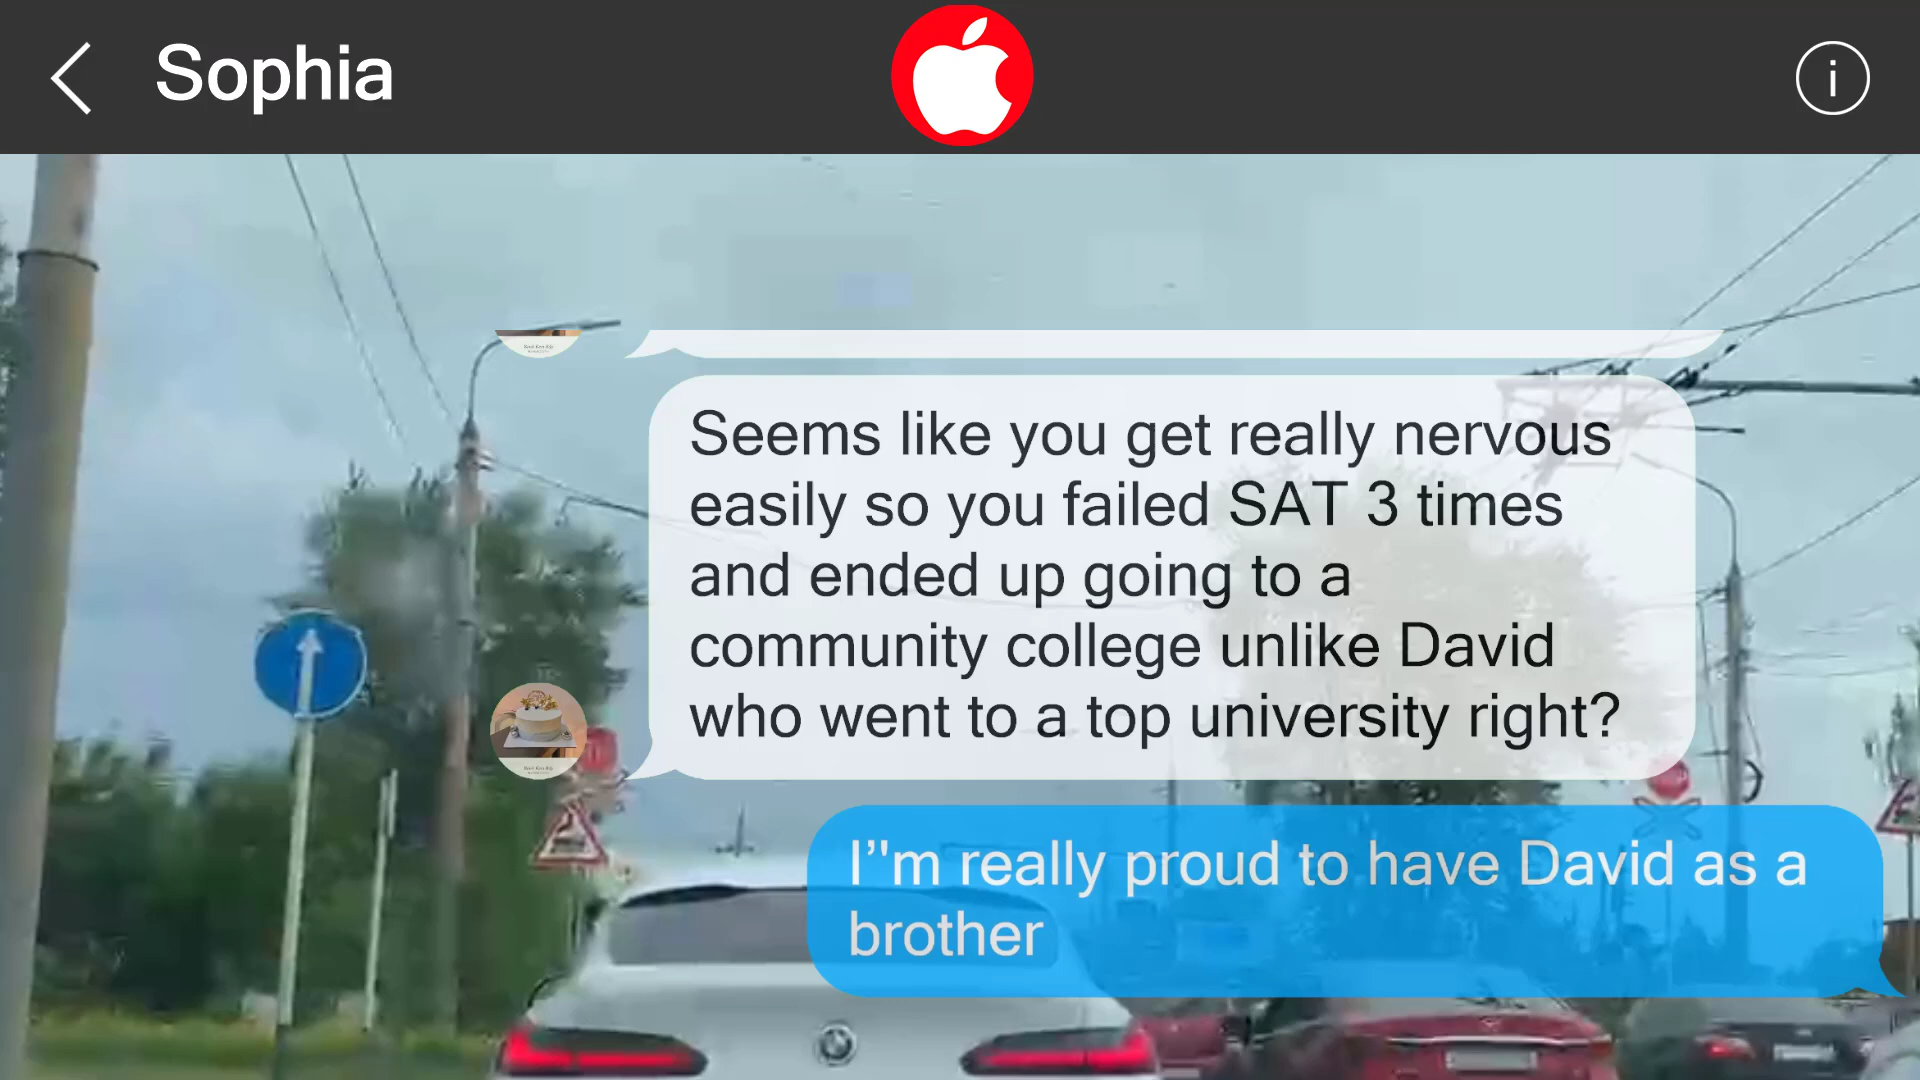 Sophia
i
Seems like you get really nervous
easily so you failed SAT 3 times
and ended up going to a
community college unlike David
who went to a top university right?
I’"m really proud to have David as a
brother